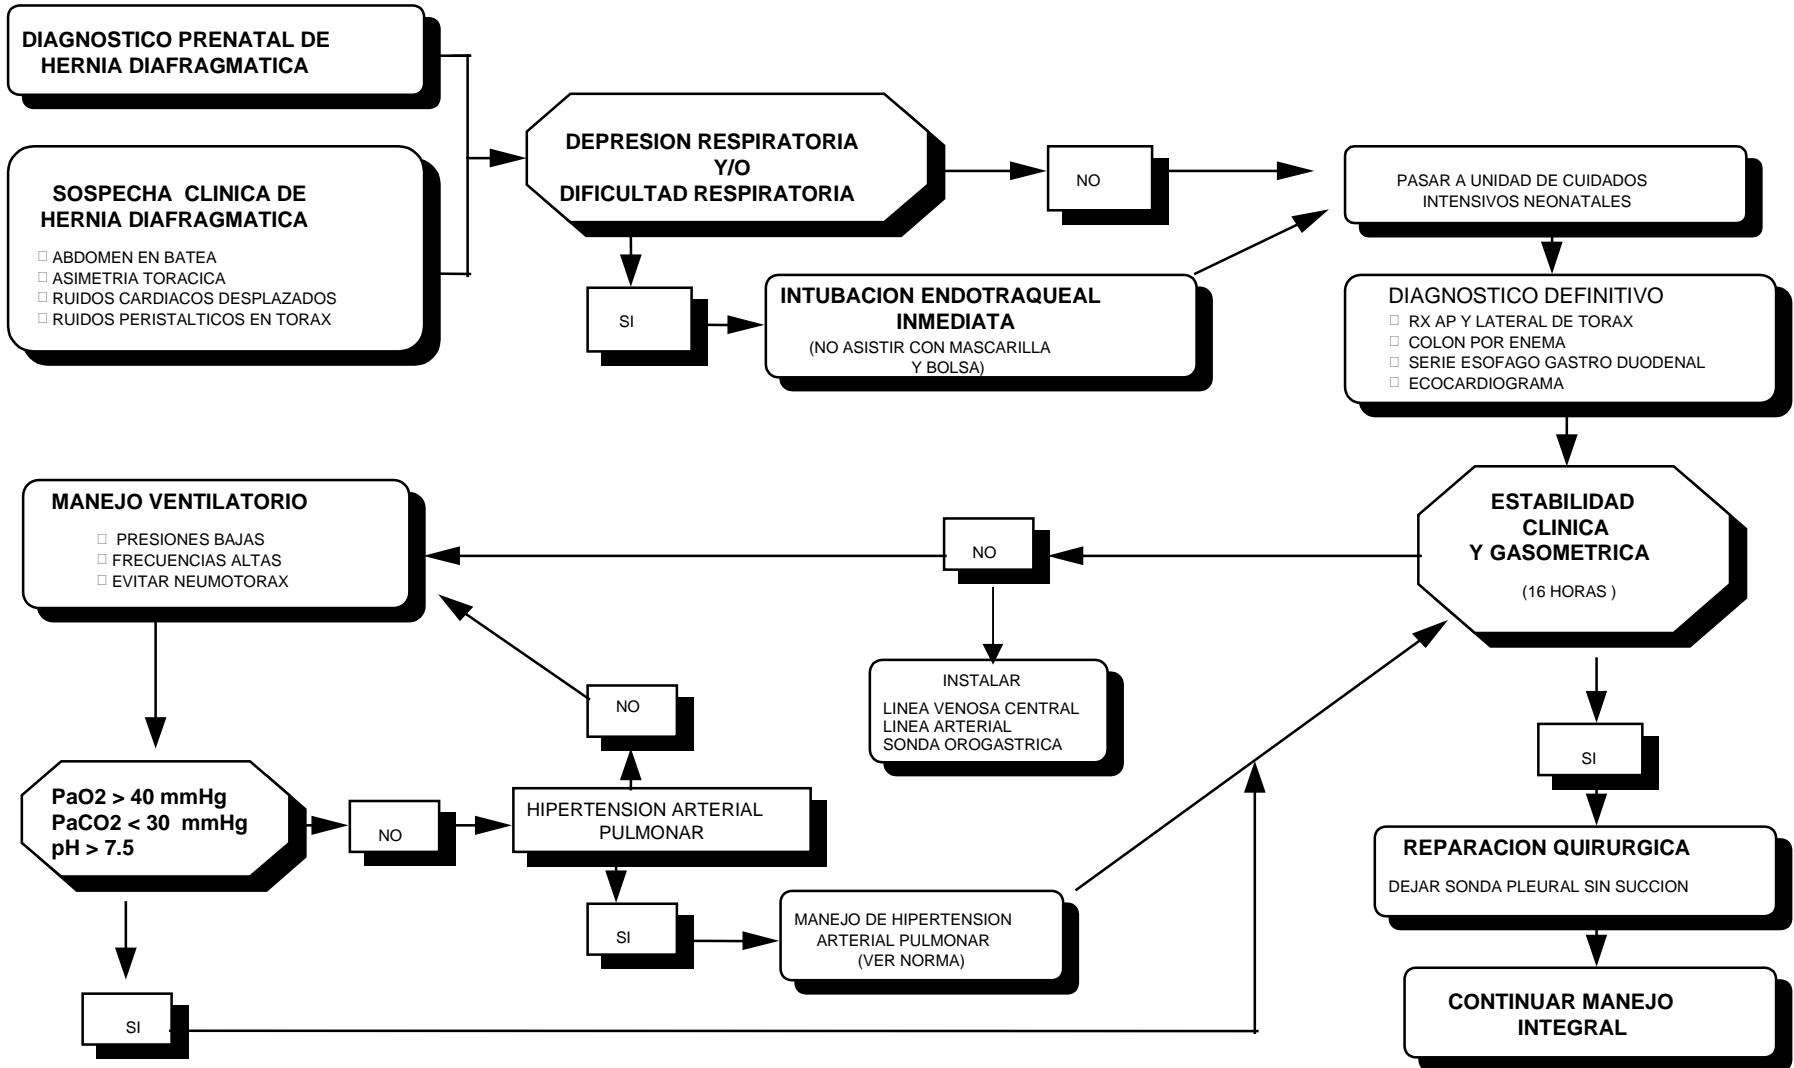 DIAGNOSTICO PRENATAL DE
HERNIA DIAFRAGMATICA
SOSPECHA CLINICA DE
HERNIA DIAFRAGMATICA
ABDOMEN EN BATEA
ASIMETRIA TORACICA
RUIDOS CARDIACOS DESPLAZADOS
RUIDOS PERISTALTICOS EN TORAX
DEPRESION RESPIRATORIA
Y/O
DIFICULTAD RESPIRATORIA
NO
SI
INTUBACION ENDOTRAQUEAL
INMEDIATA
(NO ASISTIR CON MASCARILLA
Y BOLSA)
PASAR A UNIDAD DE CUIDADOS
INTENSIVOS NEONATALES
DIAGNOSTICO DEFINITIVO
RX AP Y LATERAL DE TORAX
COLON POR ENEMA
SERIE ESOFAGO GASTRO DUODENAL
ECOCARDIOGRAMA
ESTABILIDAD
CLINICA
Y GASOMETRICA
(16 HORAS )
NO
INSTALAR
LINEA VENOSA CENTRAL
LINEA ARTERIAL
SONDA OROGASTRICA
MANEJO VENTILATORIO
PRESIONES BAJAS
FRECUENCIAS ALTAS
EVITAR NEUMOTORAX
PaO2 > 40 mmHg
PaCO2 < 30 mmHg
pH > 7.5
NO
HIPERTENSION ARTERIAL
PULMONAR
NO
SI
MANEJO DE HIPERTENSION
ARTERIAL PULMONAR
(VER NORMA)
SI
SI
REPARACION QUIRURGICA
DEJAR SONDA PLEURAL SIN SUCCION
CONTINUAR MANEJO
INTEGRAL